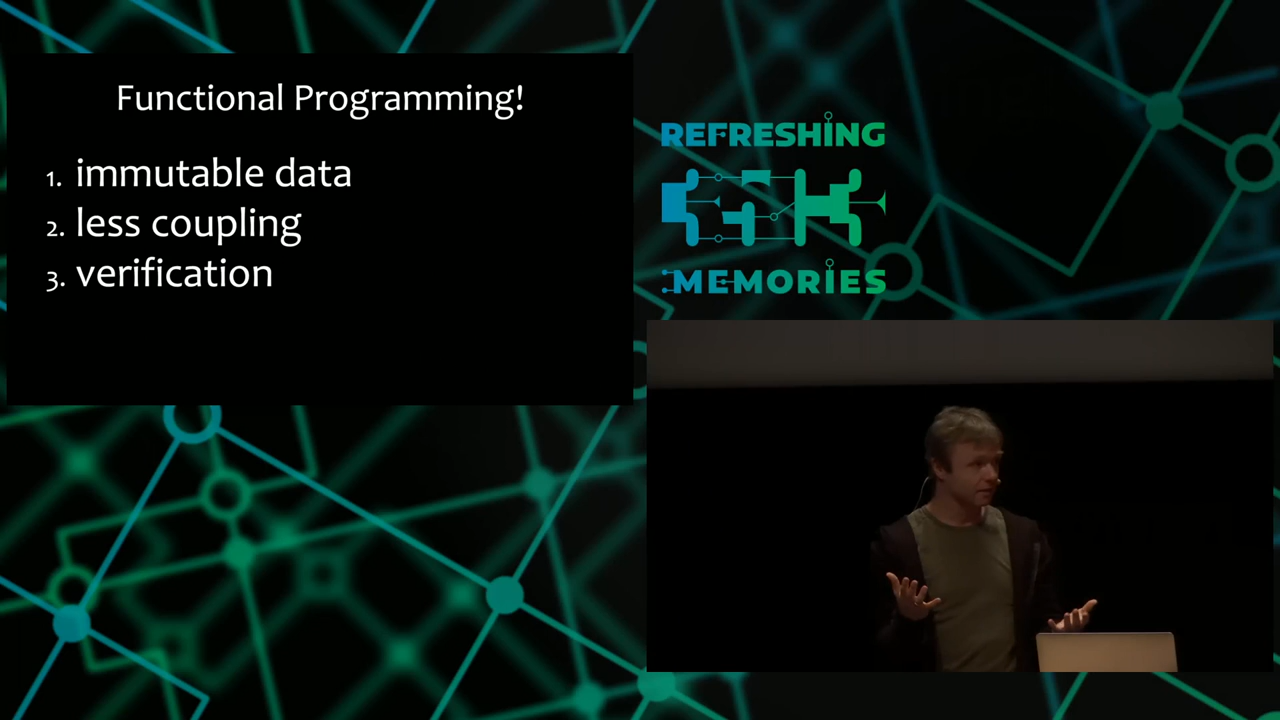 Functional Programming!
1. immutable data
2. less coupling
3. verification
REFRESHING
MEMORIES